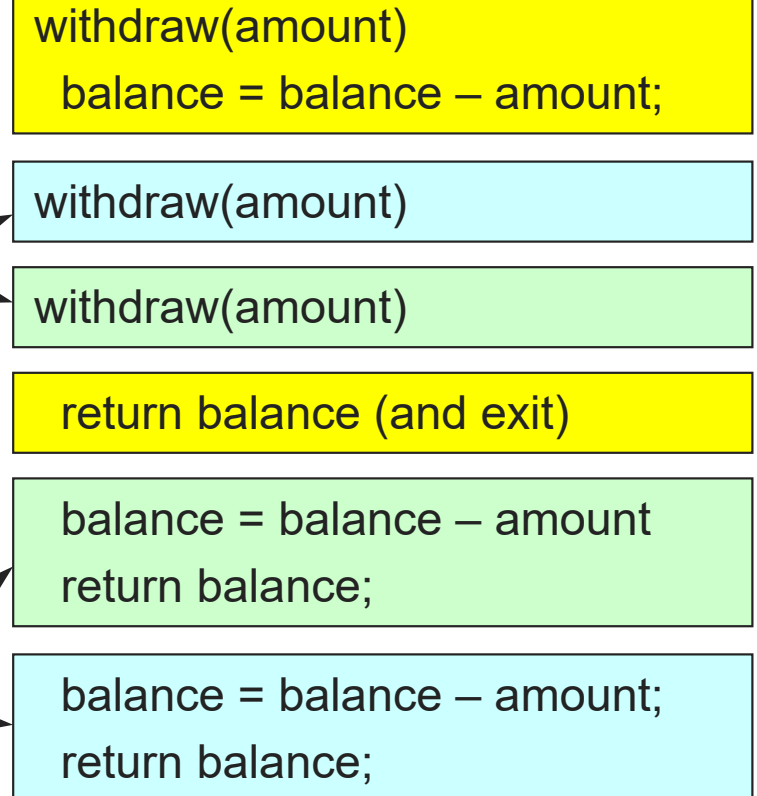 withdraw(amount)
balance = balance – amount;
withdraw(amount)
withdraw(amount)
return balance (and exit)
balance = balance – amount
return balance;
balance = balance – amount;
return balance;